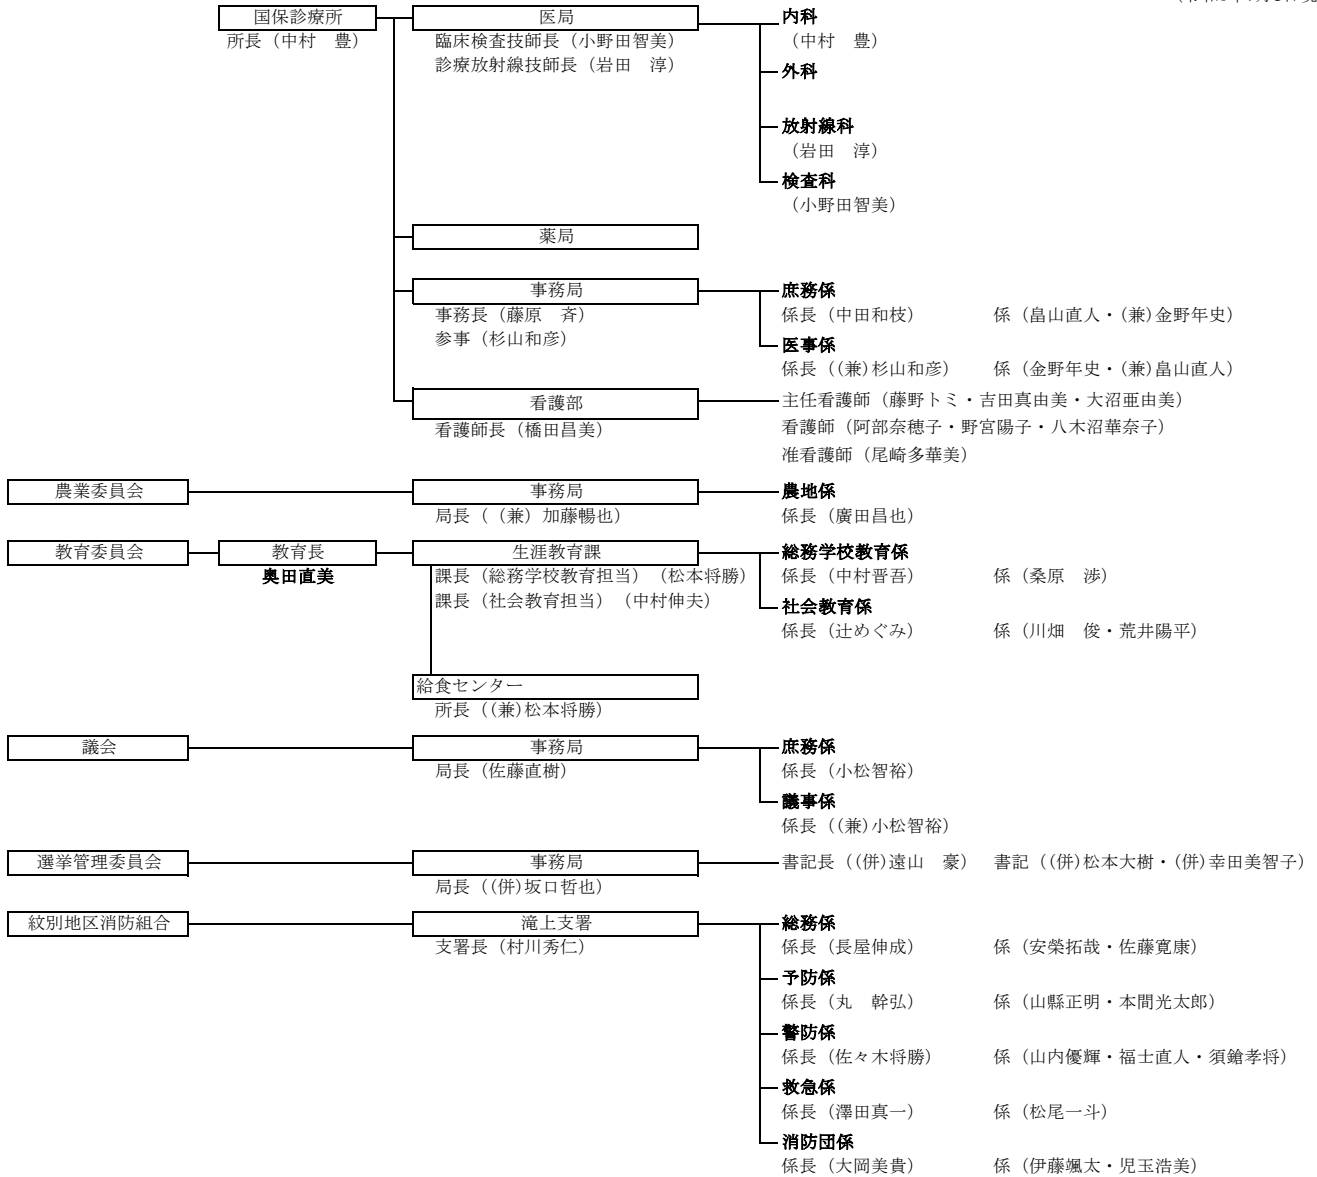 国保診療所 医局 内科
所長（中村　豊） 臨床検査技師長（小野田智美） （中村　豊）
診療放射線技師長（岩田　淳） 外科
放射線科
（岩田　淳）
検査科
（小野田智美）
薬局
事務局 庶務係
事務長（藤原　斉） 係長（中田和枝） 係（畠山直人・(兼)金野年史）
参事（杉山和彦） 医事係
係長（(兼)杉山和彦） 係（金野年史・(兼)畠山直人）
看護部 主任看護師（藤野トミ・吉田真由美・大沼亜由美）
看護師長（橋田昌美） 看護師（阿部奈穂子・野宮陽子・八木沼華奈子）
准看護師（尾崎多華美）
農業委員会 事務局 農地係
局長（（兼）加藤暢也） 係長（廣田昌也）
教育委員会 教育長 生涯教育課 総務学校教育係
奥田直美 課長（総務学校教育担当）（松本将勝） 係長（中村晋吾） 係（桑原　渉）
課長（社会教育担当）（中村伸夫） 社会教育係
係長（辻めぐみ） 係（川畑　俊・荒井陽平）
給食センター
所長（(兼)松本将勝）
議会 事務局 庶務係
局長（佐藤直樹） 係長（小松智裕）
議事係
係長（(兼)小松智裕）
選挙管理委員会 事務局 書記長（(併)遠山　豪） 書記（(併)松本大樹・(併)幸田美智子）
局長（(併)坂口哲也）
紋別地区消防組合 滝上支署 総務係
支署長（村川秀仁） 係長（長屋伸成） 係（安榮拓哉・佐藤寛康）
予防係
係長（丸　幹弘） 係（山縣正明・本間光太郎）
警防係
係長（佐々木将勝） 係（山内優輝・福士直人・須鎗孝将）
救急係
係長（澤田真一） 係（松尾一斗）
消防団係
係長（大岡美貴） 係（伊藤颯太・児玉浩美）